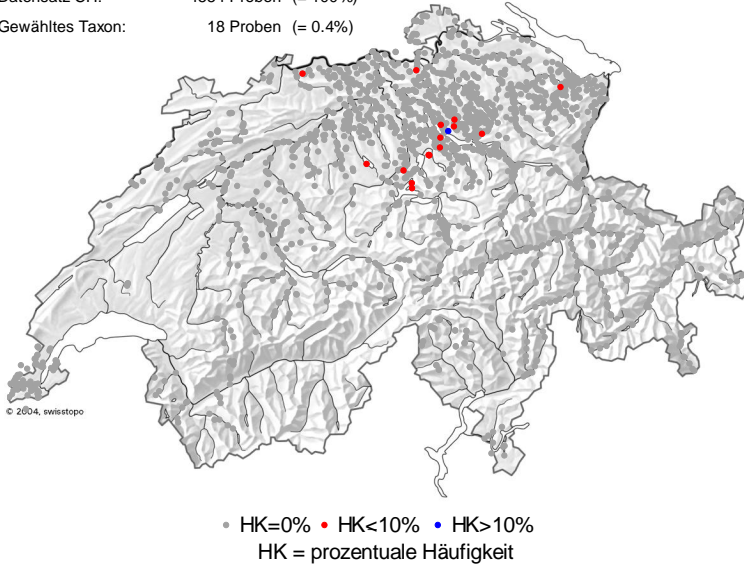 Gewähltes Taxon: 18 Proben (= 0.4%)
© 2004, swisstopo
HK=0% HK<10% HK>10%
HK = prozentuale Häufigkeit